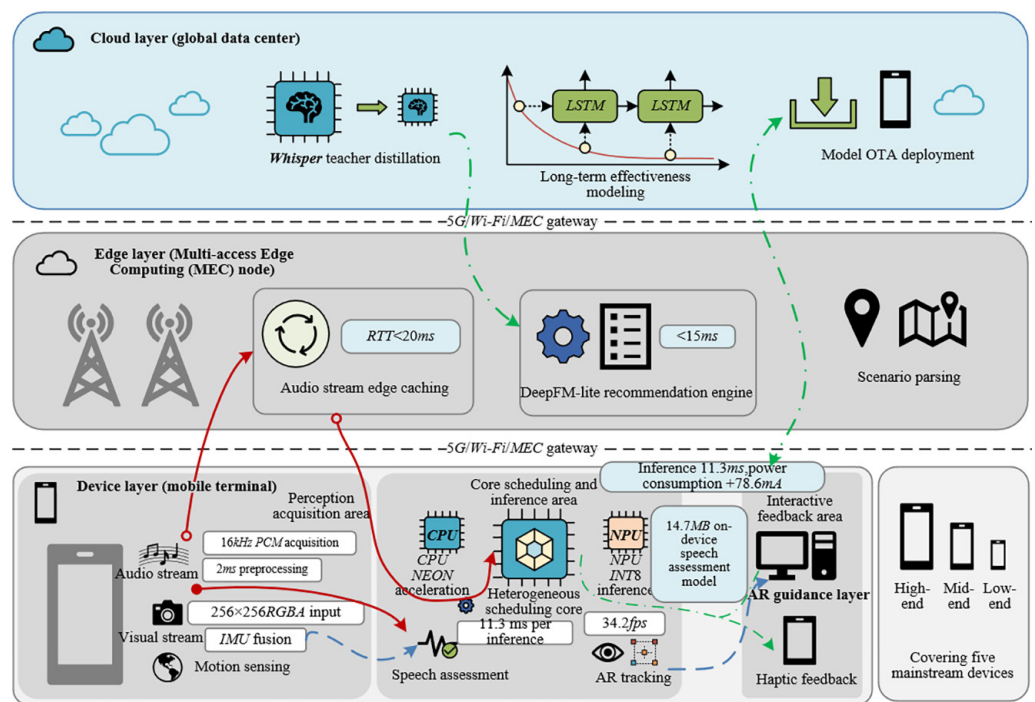 Cloud layer (global data center)
Whisper teacher distillation
LSTM
LSTM
Long-term effectiveness
modeling
Model OTA deployment
5G/Wi-Fi/MEC gateway
Edge layer (Multi-access Edge
Computing (MEC) node)
RTT<20ms
Audio stream edge caching
<15ms
DeepFM-lite recommendation engine
Scenario parsing
5G/Wi-Fi/MEC gateway
Device layer (mobile terminal)
Perception
acquisition area
Audio stream
16kHz PCM acquisition
2ms preprocessing
Visual stream
256×256RGBA input
IMU fusion
Motion sensing
Core scheduling and
inference area
CPU
CPU
NEON
acceleration
Heterogeneous
scheduling core
11.3 ms per
inference
NPU
NPU
INT8
inference
Speech assessment
34.2fps
AR tracking
Inference 11.3ms,power
consumption +78.6mA
14.7MB on-
device
speech
assessment
model
Interactive
feedback area
AR guidance layer
Haptic feedback
High-
end
Mid-
end
Low-
end
Covering five
mainstream devices